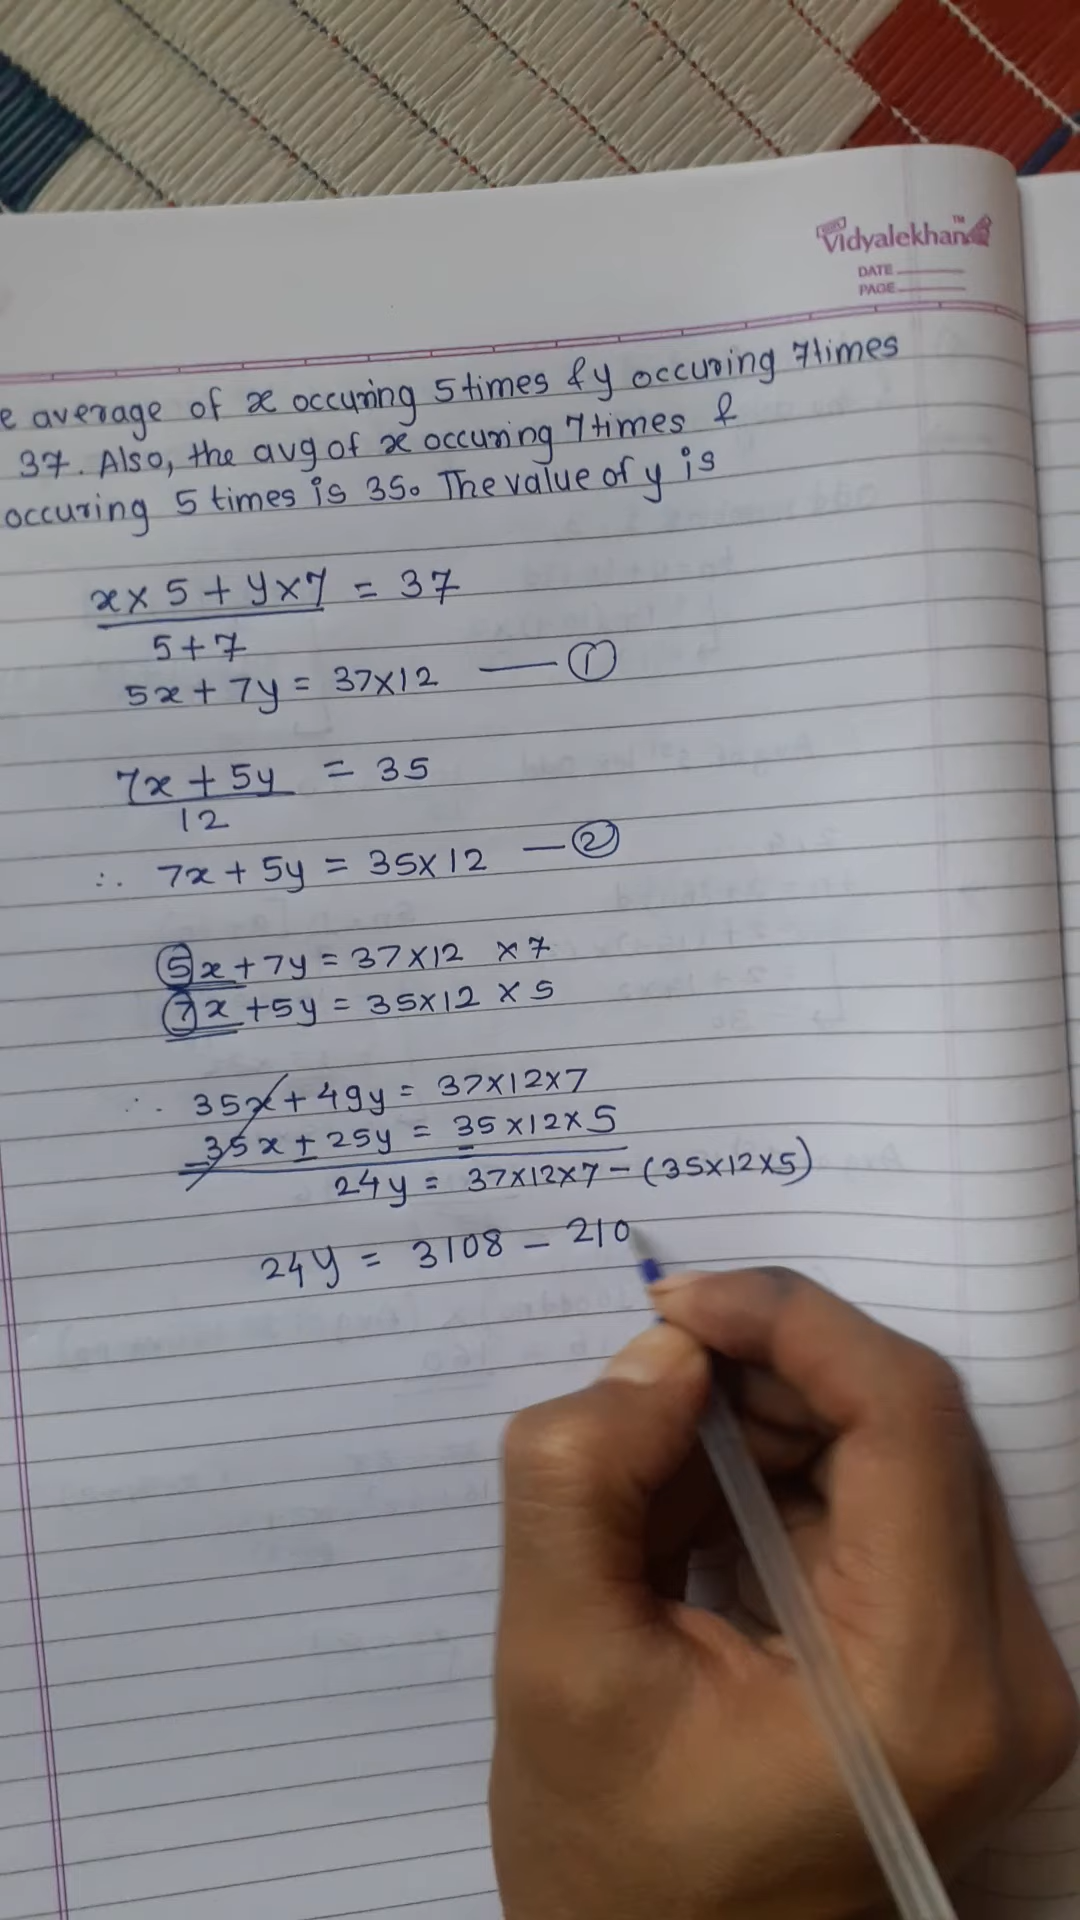 Vidyalekhan™
DATE
PAGE
e average of x occuring 5 times & y occuring 7 times
37. Also, the avg of x occuring 7 times &
occuring 5 times is 35. The value of y is
x × 5 + y × 7 = 37
5 + 7
5x + 7y = 37×12 — ①
7x + 5y = 35
12
∴ 7x + 5y = 35×12 — ②
5x + 7y = 37×12 × 7
7x + 5y = 35×12 × 5
∴ 35x + 49y = 37×12×7
35x ± 25y = 35×12×5
24y = 37×12×7 – (35×12×5)
24y = 3108 – 210